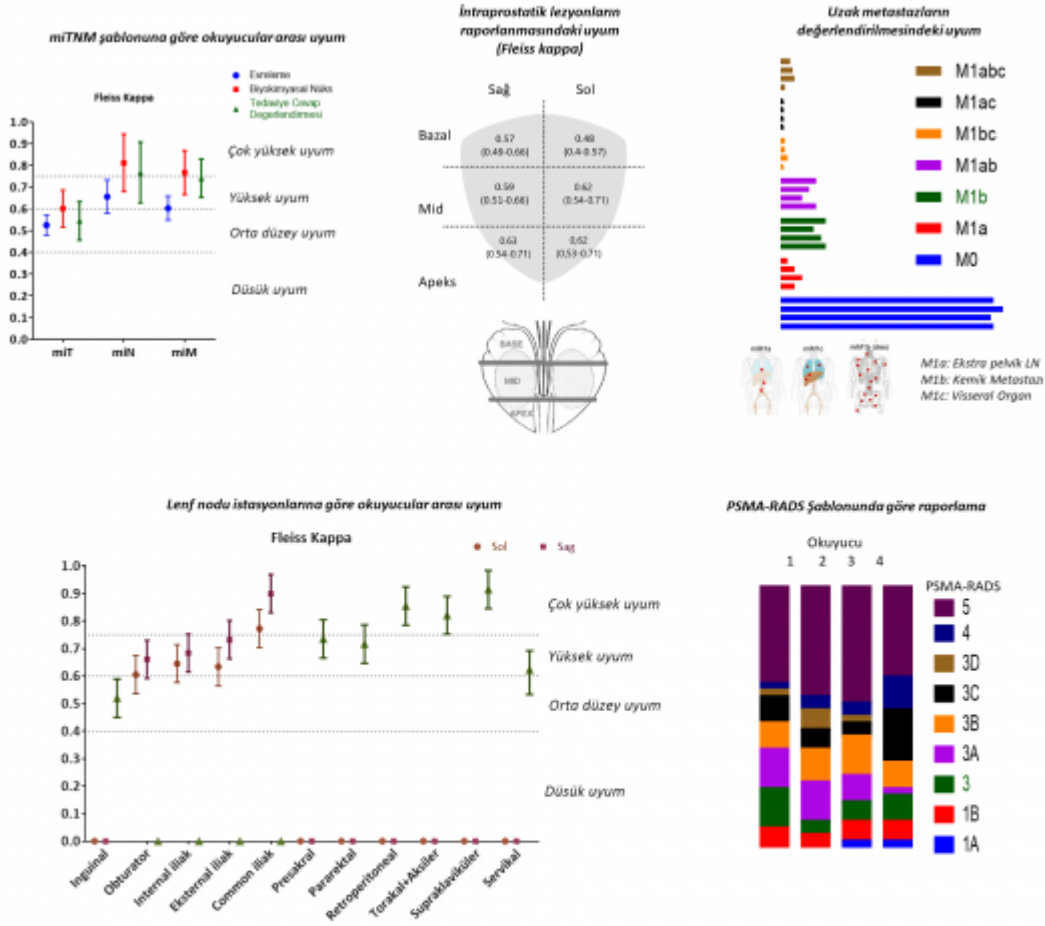 miTNM şablonuna göre okuyucular arası uyum
Evreleme
Biyokimyasal Nüks
Tedaviye Cevap
Degerlendirmesi
Fleiss Kappa
1.0
0.9
0.8
0.7
0.6
0.5
0.4
0.3
0.2
0.1
0.0
miT
miN
miM
Çok yüksek uyum
Yüksek uyum
Orta düzey uyum
Düsük uyum
İntraprostatik lezyonların
raporlanmasındaki uyum
(Fleiss kappa)
Sağ
Sol
Bazal
0.57
(0.49-0.66)
0.48
(0.4-0.57)
Mid
0.59
(0.51-0.66)
0.62
(0.54-0.71)
0.63
(0.54-0.71)
0,62
(0,53-0.71)
Apeks
BASE
MID
APEX
Uzak metastazların
değerlendirilmesindeki uyum
M1abc
M1ac
M1bc
M1ab
M1b
M1a
M0
M1a: Ekstra pelvik LN
M1b: Kemik Metastazı
M1c: Visseral Organ
Lenf nodu istasyonlarına göre okuyucular arası uyum
Fleiss Kappa
Sol
Sag
1.0
0.9
0.8
0.7
0.6
0.5
0.4
0.3
0.2
0.1
0.0
Çok yüksek uyum
Yüksek uyum
Orta düzey uyum
Düsük uyum
Inguinal
Obturator
Internal iliak
Eksternal iliak
Common iliak
Presakral
Pararektal
Retroperitoneal
Torakal+Aksiler
Supraklaviküler
Servikal
PSMA-RADS Şablonunda göre raporlama
Okuyucu
1 2 3 4
PSMA-RADS
5
4
3D
3C
3B
3A
3
1B
1A